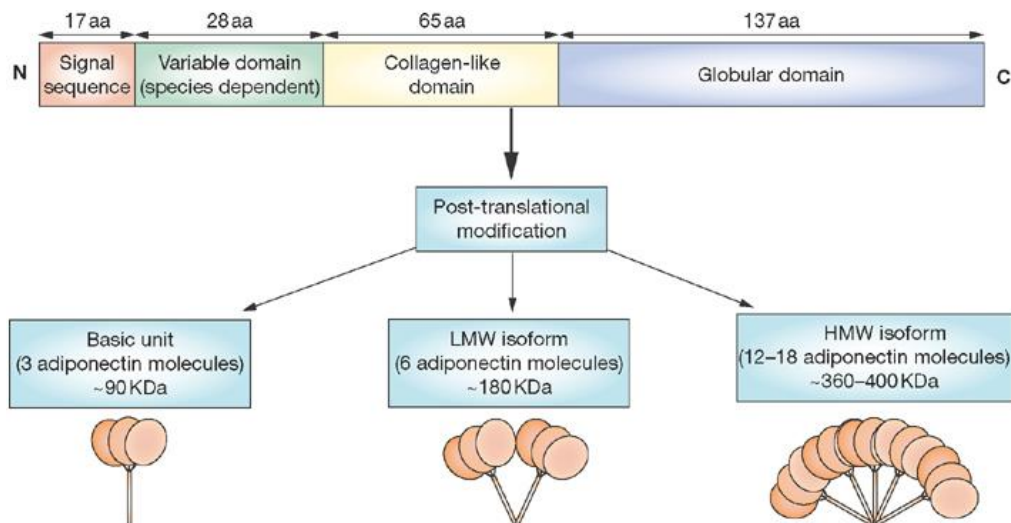 17 aa
28 aa
65 aa
137 aa
N
Signal
sequence
Variable domain
(species dependent)
Collagen-like
domain
Globular domain
C
Post-translational
modification
Basic unit
(3 adiponectin molecules)
~90 KDa
LMW isoform
(6 adiponectin molecules)
~180 KDa
HMW isoform
(12–18 adiponectin molecules)
~360–400 KDa